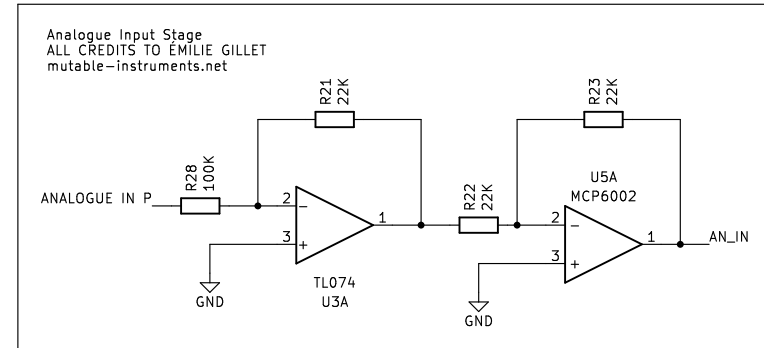 Analogue Input Stage
ALL CREDITS TO ÉMILIE GILLET
mutable-instruments.net
R21
22K
R23
22K
R28
100K
R22
22K
U5A
MCP6002
ANALOGUE IN P
2
-
1
3
+
2
-
1
3
+
AN_IN
TL074
U3A
GND
GND